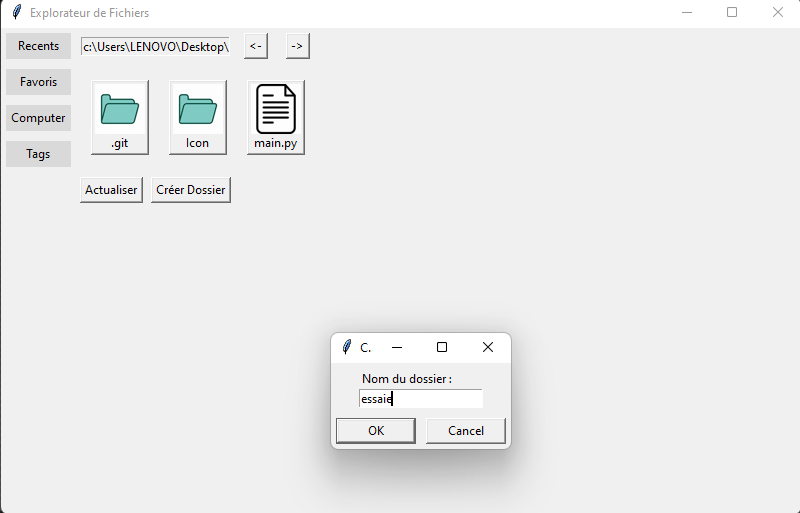 Explorateur de Fichiers
Recents
c:\Users\LENOVO\Desktop\
<-
->
Favoris
Computer
Tags
.git
Icon
main.py
Actualiser
Créer Dossier
C.
Nom du dossier :
essaie
OK
Cancel